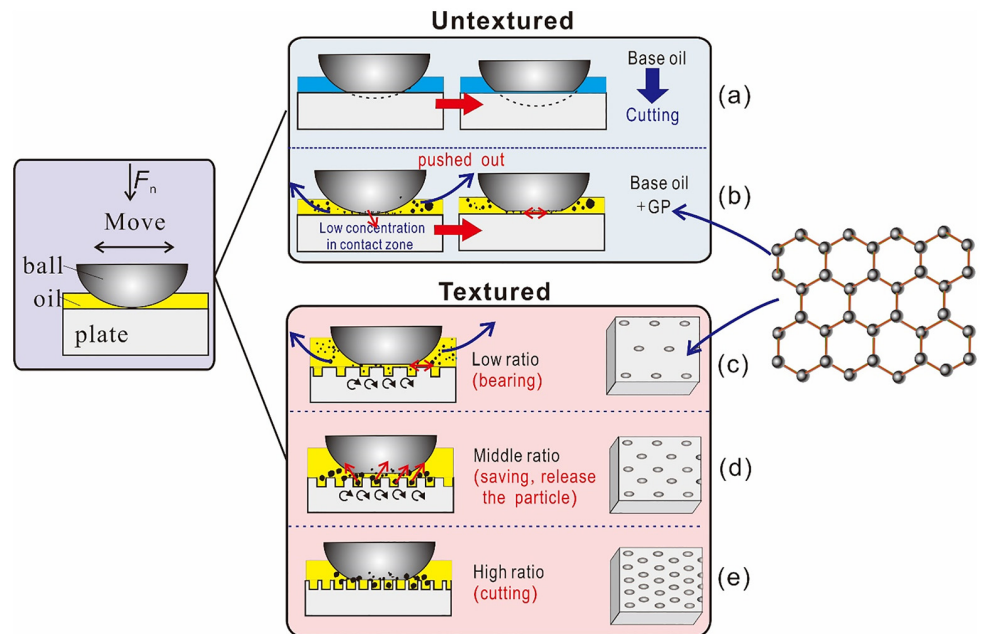 Untextured
Base oil
Cutting
(a)
pushed out
Low concentration
in contact zone
Base oil
+GP
(b)
Fn
Move
ball
oil
plate
Textured
Low ratio
(bearing)
(c)
Middle ratio
(saving, release
the particle)
(d)
High ratio
(cutting)
(e)